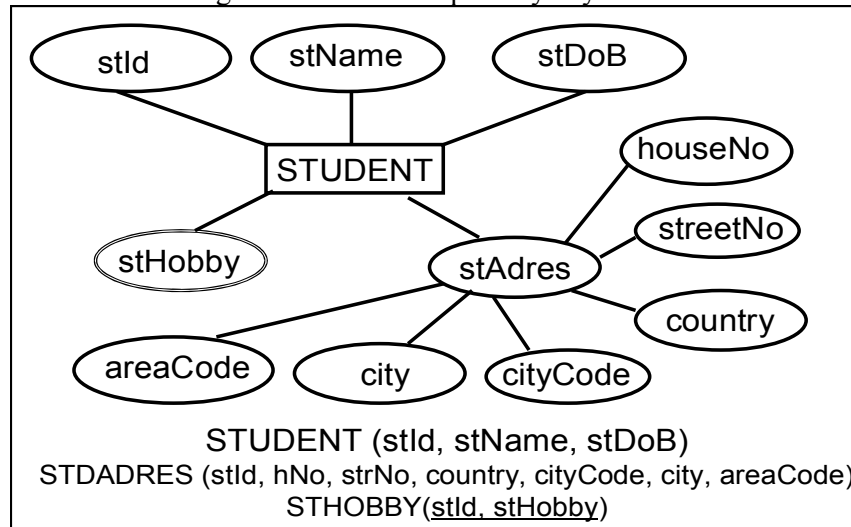 stId stName stDoB
STUDENT
houseNo
streetNo
stHobby
stAdres
country
areaCode city cityCode
STUDENT (stId, stName, stDoB)
STDADRES (stId, hNo, strNo, country, cityCode, city, areaCode)
STHOBBY(stId, stHobby)